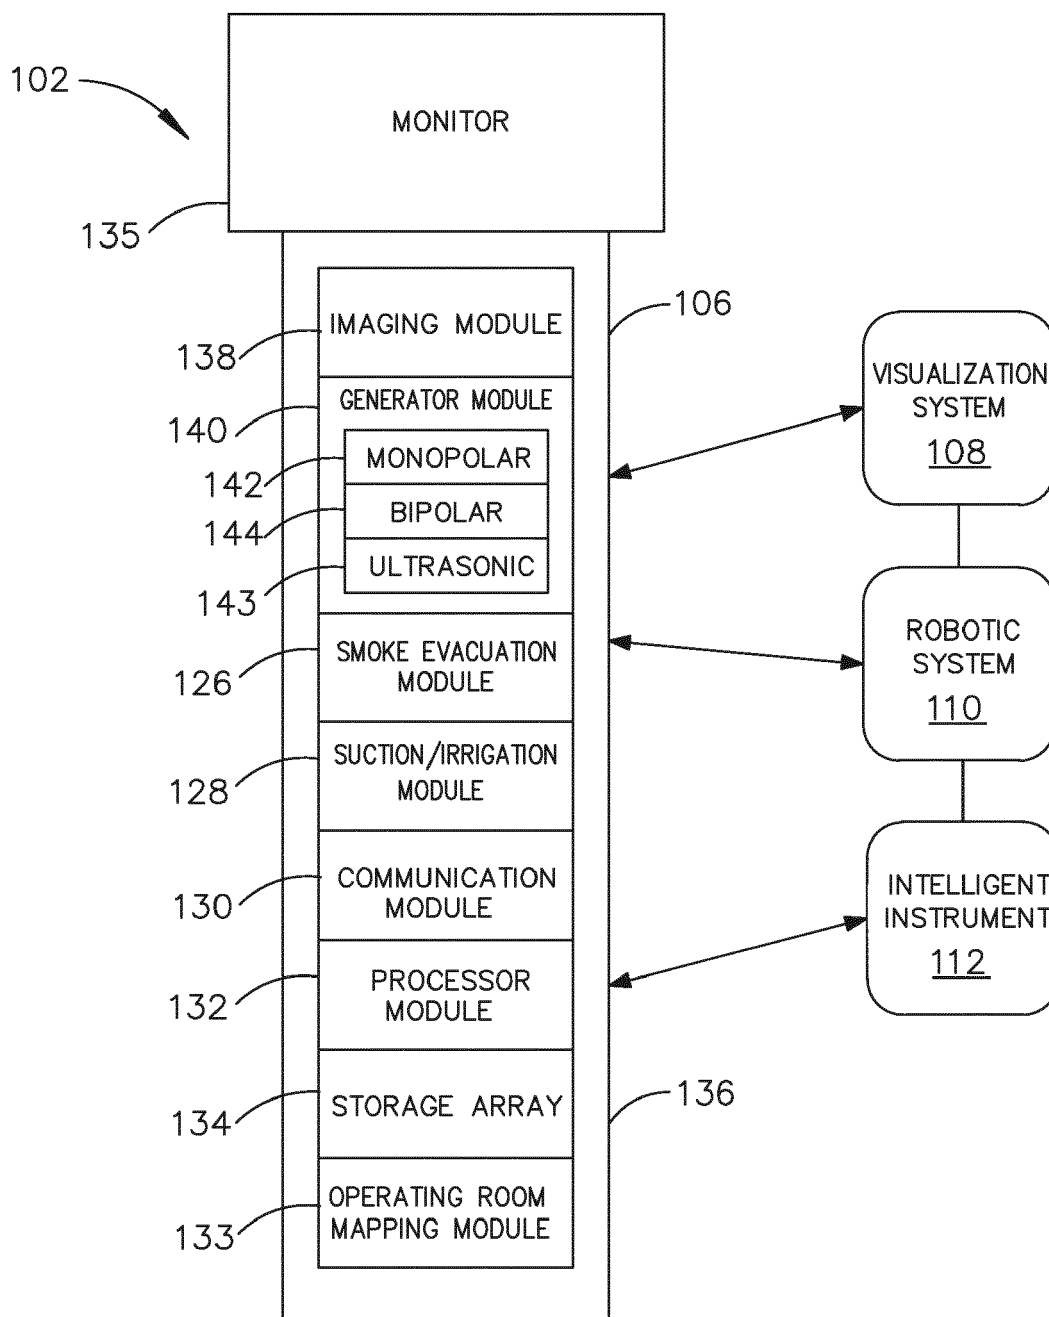 102
MONITOR
135
106
IMAGING MODULE
138
GENERATOR MODULE
140
MONOPOLAR
142
BIPOLAR
144
ULTRASONIC
143
SMOKE EVACUATION
MODULE
126
SUCTION/IRRIGATION
MODULE
128
COMMUNICATION
MODULE
130
PROCESSOR
MODULE
132
STORAGE ARRAY
134
136
OPERATING ROOM
MAPPING MODULE
133
VISUALIZATION
SYSTEM
108
ROBOTIC
SYSTEM
110
INTELLIGENT
INSTRUMENT
112